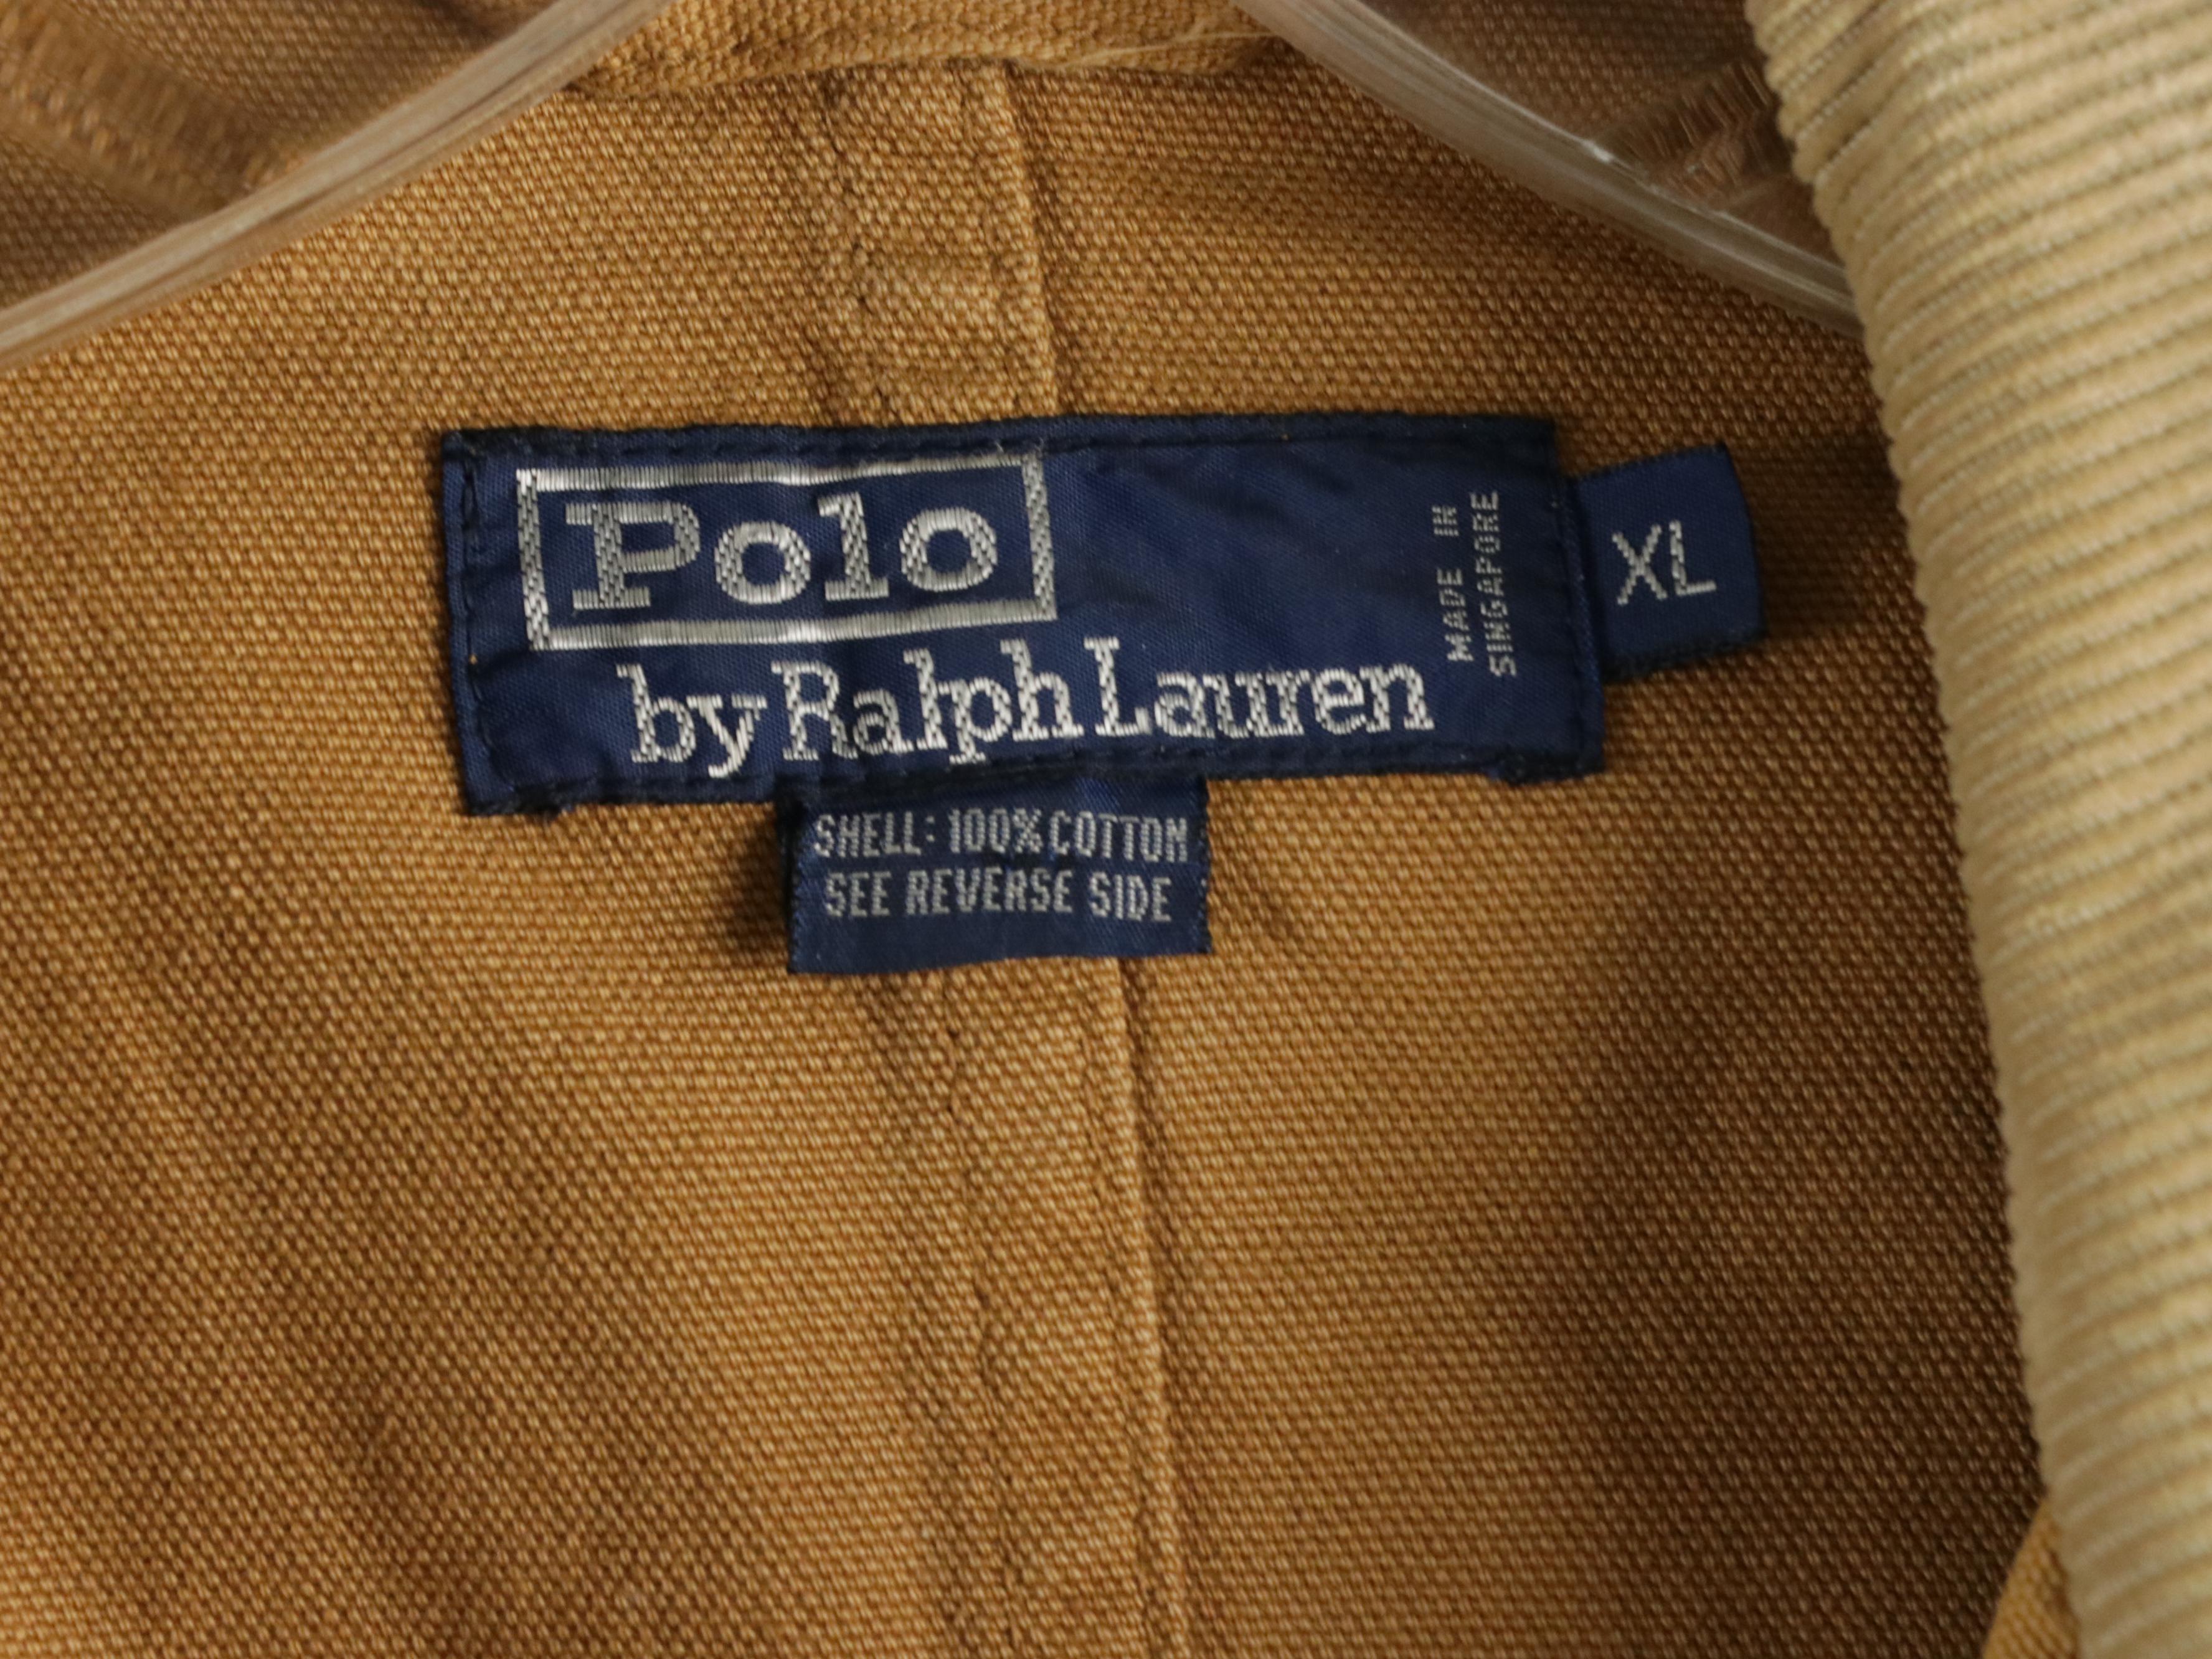 Polo
by Ralph Lauren
MADE IN
SINGAPORE
XL
SHELL: 100% COTTON
SEE REVERSE SIDE